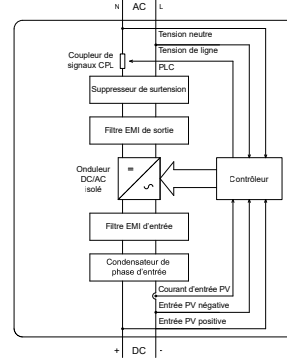 N AC L
Tension neutre
Coupleur de
signaux CPL
Tension de ligne
PLC
Suppresseur de surtension
Filtre EMI de sortie
Onduleur
DC/AC
Isolé
Contrôleur
Filtre EMI d'entrée
Condensateur de
phase d'entrée
Courant d'entrée PV
Entrée PV négative
Entrée PV positive
+ DC -